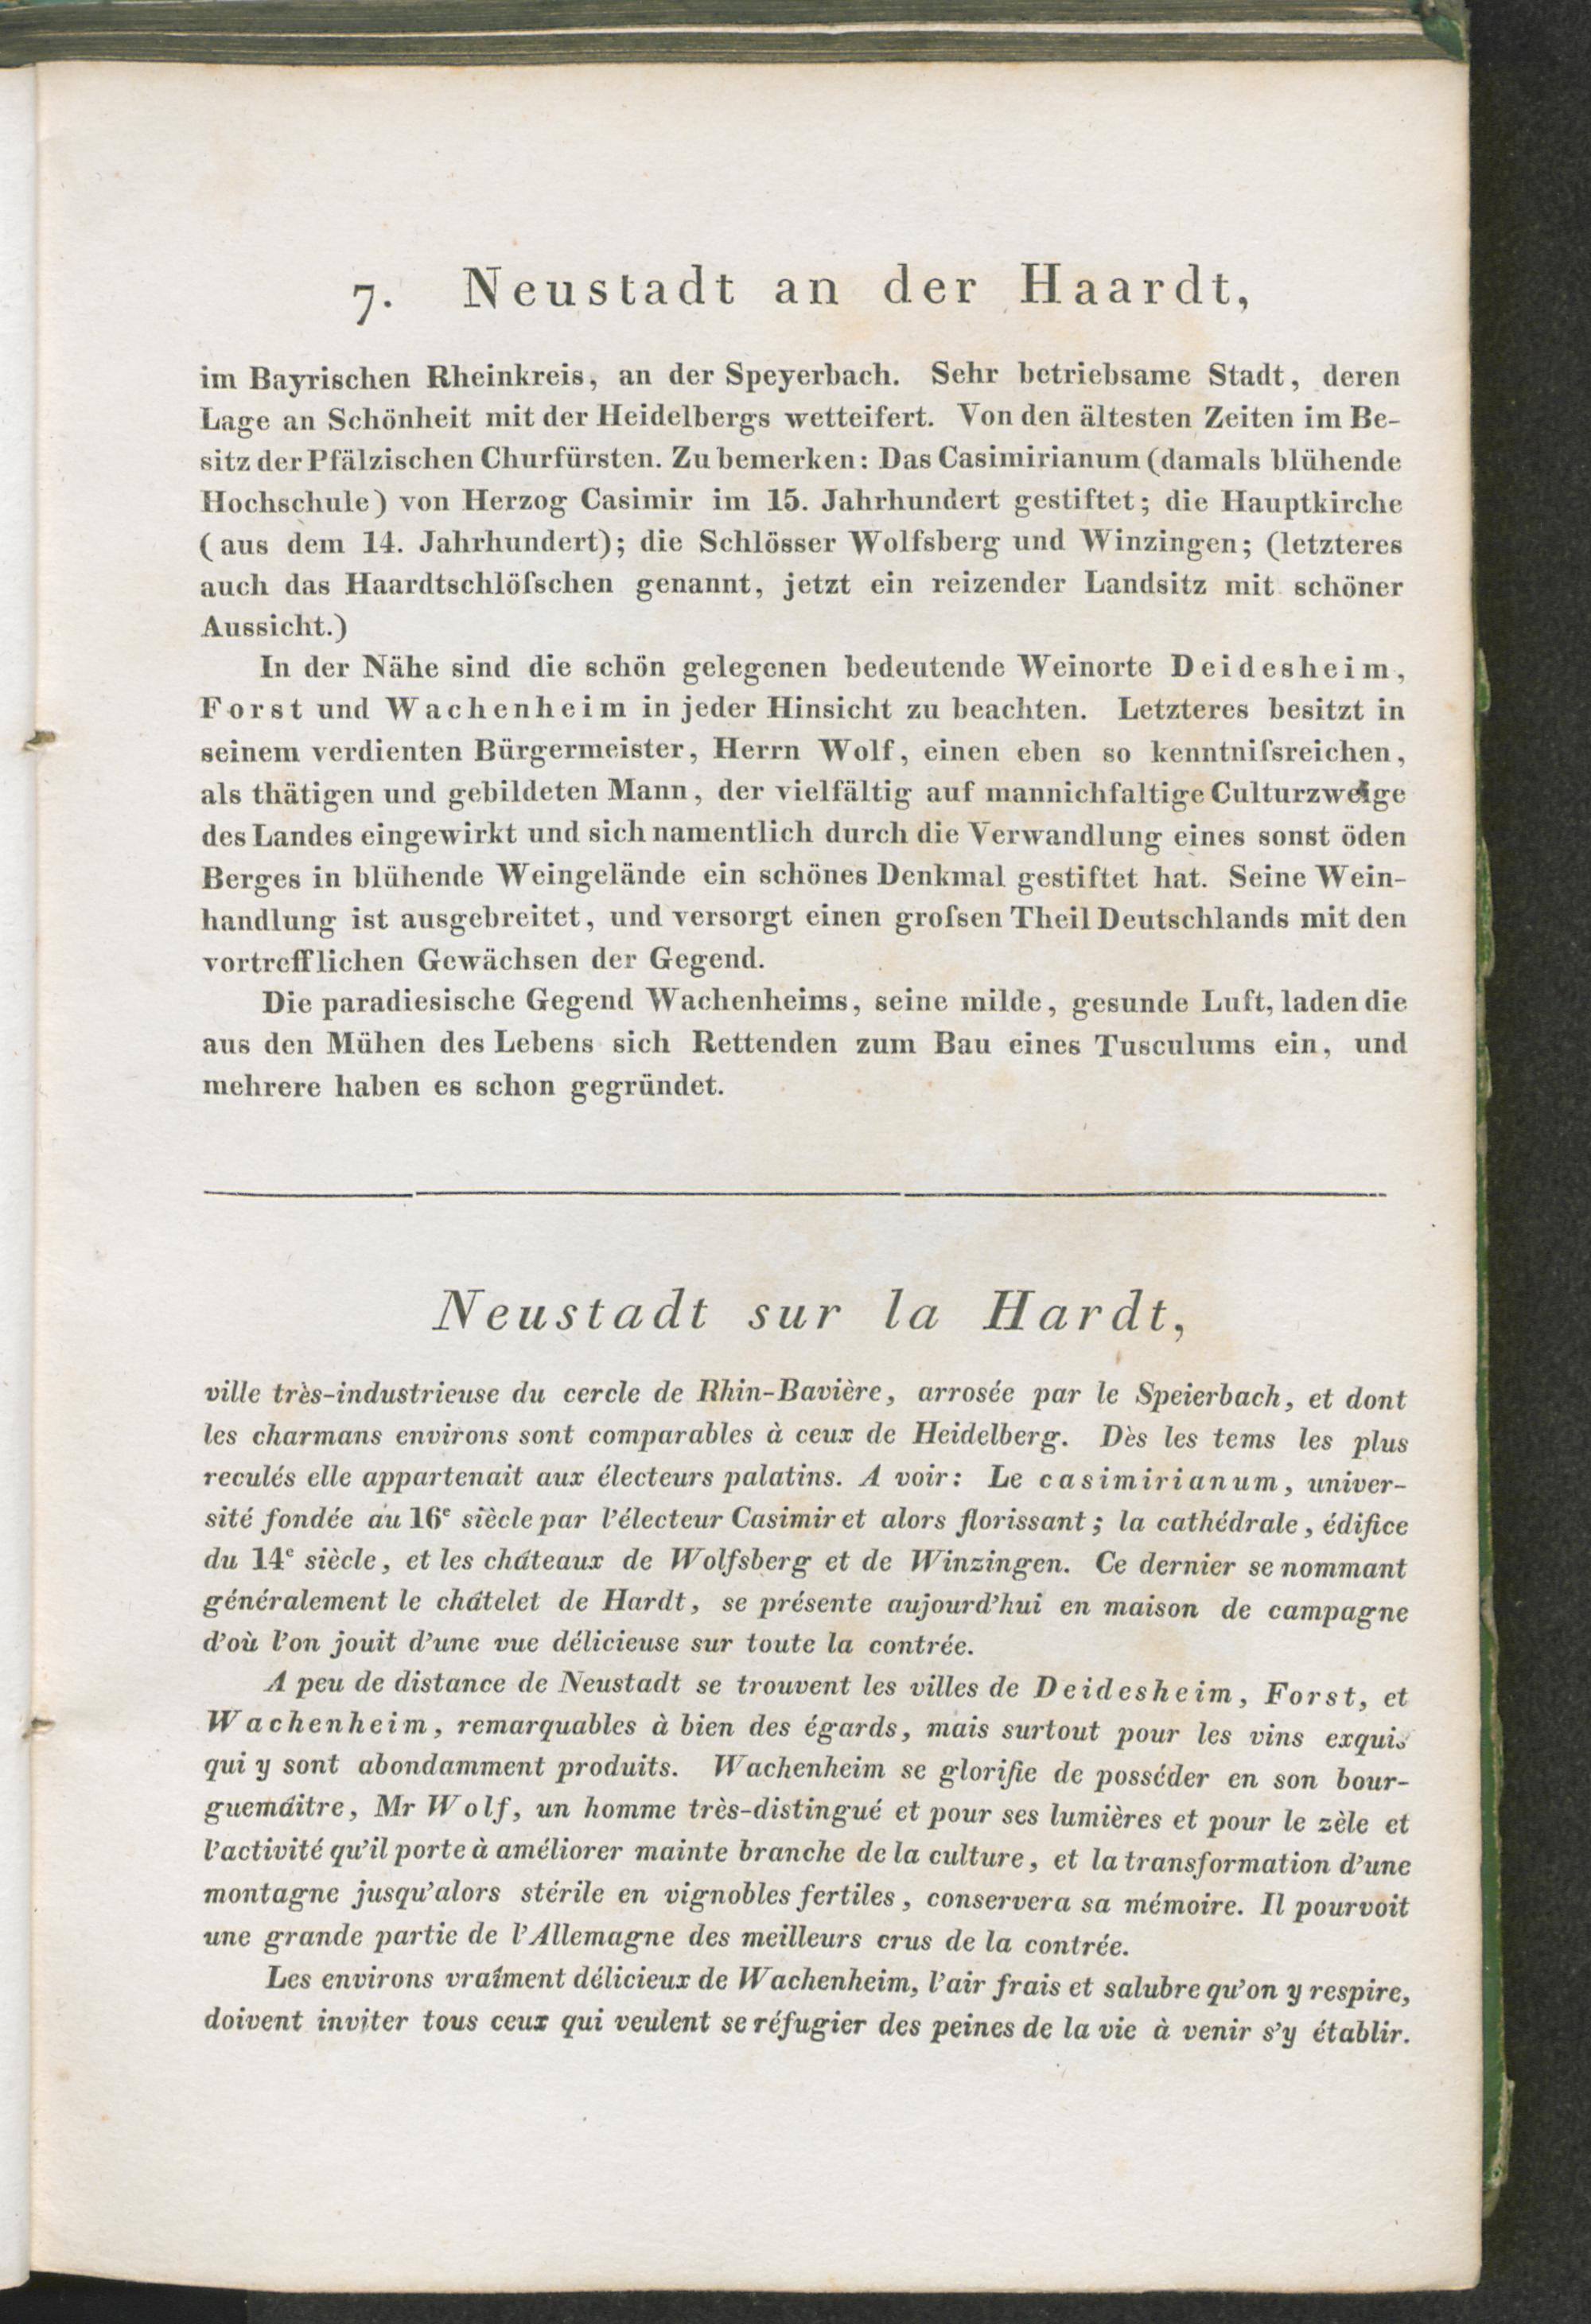 7. Neustadt an der Haardt,
im Bayrischen Rheinkreis, an der Speyerbach. Sehr betriebsame Stadt, deren
Lage an Schönheit mit der Heidelbergs wetteifert. Von den ältesten Zeiten im Be-
sitz der Pfälzischen Churfürsten. Zu bemerken: Das Casimirianum (damals blühende
Hochschule) von Herzog Casimir im 15. Jahrhundert gestiftet; die Hauptkirche
(aus dem 14. Jahrhundert); die Schlösser Wolfsberg und Winzingen; (letzteres
auch das Haardtschlöſschen genannt, jetzt ein reizender Landsitz mit schöner
Aussicht.)
In der Nähe sind die schön gelegenen bedeutende Weinorte Deidesheim,
Forst und Wachenheim in jeder Hinsicht zu beachten. Letzteres besitzt in
seinem verdienten Bürgermeister, Herrn Wolf, einen eben so kenntniſsreichen,
als thätigen und gebildeten Mann, der vielfältig auf mannichfaltige Culturzweige
des Landes eingewirkt und sich namentlich durch die Verwandlung eines sonst öden
Berges in blühende Weingelände ein schönes Denkmal gestiftet hat. Seine Wein-
handlung ist ausgebreitet, und versorgt einen groſsen Theil Deutschlands mit den
vortrefflichen Gewächsen der Gegend.
Die paradiesische Gegend Wachenheims, seine milde, gesunde Luft, laden die
aus den Mühen des Lebens sich Rettenden zum Bau eines Tusculums ein, und
mehrere haben es schon gegründet.
Neustadt sur la Hardt,
ville très-industrieuse du cercle de Rhin-Bavière, arrosée par le Speierbach, et dont
les charmans environs sont comparables à ceux de Heidelberg. Dès les tems les plus
reculés elle appartenait aux électeurs palatins. A voir: Le casimirianum, univer-
sité fondée au 16e siècle par l'électeur Casimir et alors florissant; la cathédrale, édifice
du 14e siècle, et les châteaux de Wolfsberg et de Winzingen. Ce dernier se nommant
généralement le châtelet de Hardt, se présente aujourd'hui en maison de campagne
d'où l'on jouit d'une vue délicieuse sur toute la contrée.
A peu de distance de Neustadt se trouvent les villes de Deidesheim, Forst, et
Wachenheim, remarquables à bien des égards, mais surtout pour les vins exquis
qui y sont abondamment produits. Wachenheim se glorifie de posséder en son bour-
guemâitre, Mr Wolf, un homme très-distingué et pour ses lumières et pour le zèle et
l'activité qu'il porte à améliorer mainte branche de la culture, et la transformation d'une
montagne jusqu'alors stérile en vignobles fertiles, conservera sa mémoire. Il pourvoit
une grande partie de l'Allemagne des meilleurs crus de la contrée.
Les environs vraîment délicieux de Wachenheim, l'air frais et salubre qu'on y respire,
doivent inviter tous ceux qui veulent se réfugier des peines de la vie à venir s'y établir.